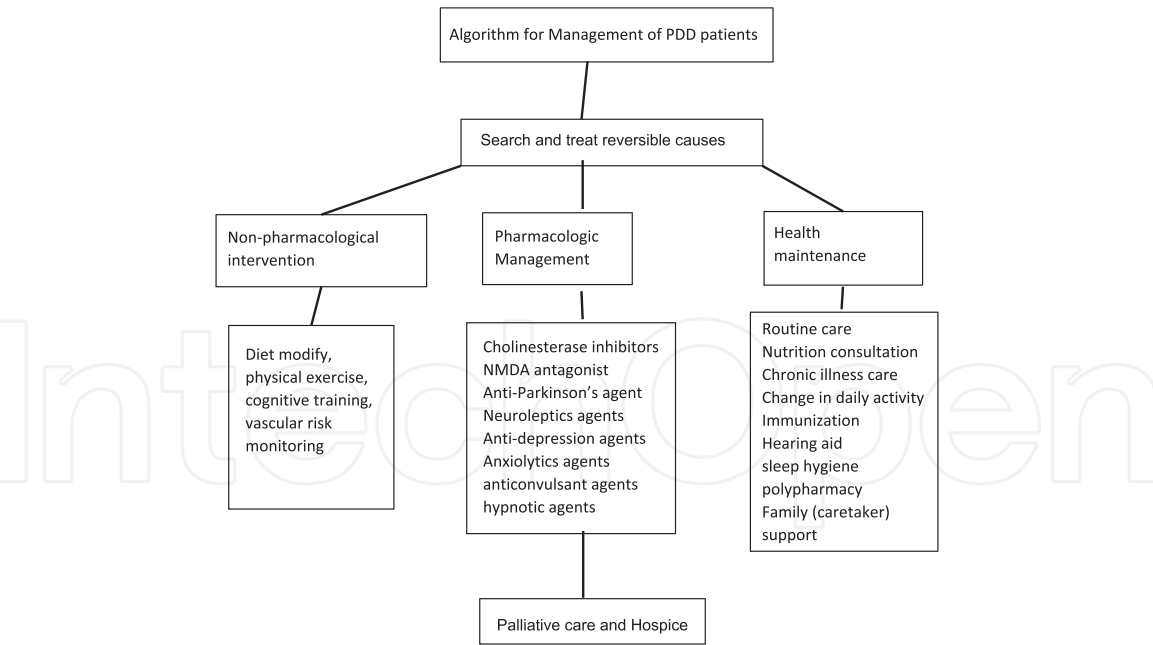 Algorithm for Management of PDD patients
Search and treat reversible causes
Non-pharmacological
intervention
Pharmacologic
Management
Health
maintenance
Diet modify,
physical exercise,
cognitive training,
vascular risk
monitoring
Cholinesterase inhibitors
NMDA antagonist
Anti-Parkinson’s agent
Neuroleptics agents
Anti-depression agents
Anxiolytics agents
anticonvulsant agents
hypnotic agents
Routine care
Nutrition consultation
Chronic illness care
Change in daily activity
Immunization
Hearing aid
sleep hygiene
polypharmacy
Family (caretaker)
support
Palliative care and Hospice
IntechOpen